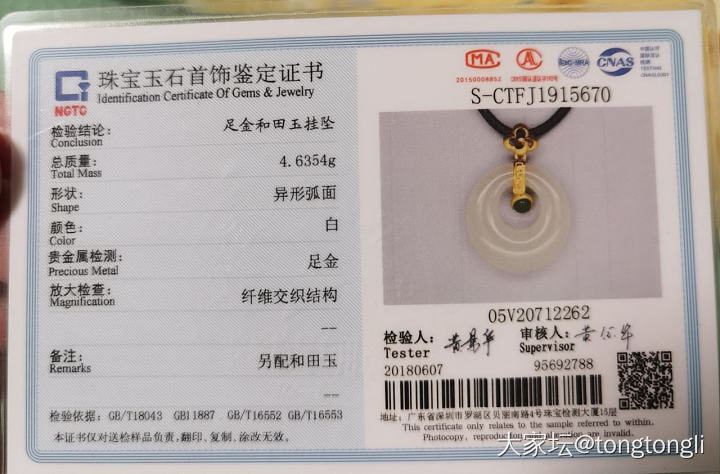 NGTC
珠宝玉石首饰鉴定证书
Identification Certificate Of Gems & Jewelry
检验结论:
Conclusion
足金和田玉挂坠
总质量:
Total Mass
4.6354g
形状:
Shape
异形弧面
颜色:
Color
白
贵金属检测:
Precious Metal
足金
放大检查:
Magnification
纤维交织结构
--
备注:
Remarks
另配和田玉
--
检验依据: GB/T18043 GB11887 GB/T16552 GB/T16553
本证书仅对送检样品负责,翻印、复制、涂改无效。
MA
20150008852
AL
ilac-MRA
CNAS
S-CTFJ1915670
05V20712262
检验人:
Tester
审核人:
Supervisor
20180607
95692788
地址: 广东省深圳市罗湖区贝丽南路4号珠宝检测大厦15层
This certificate only relates to the sample referred to within.
Photocopy, reproduction are invalid.
大家坛@tongtongli